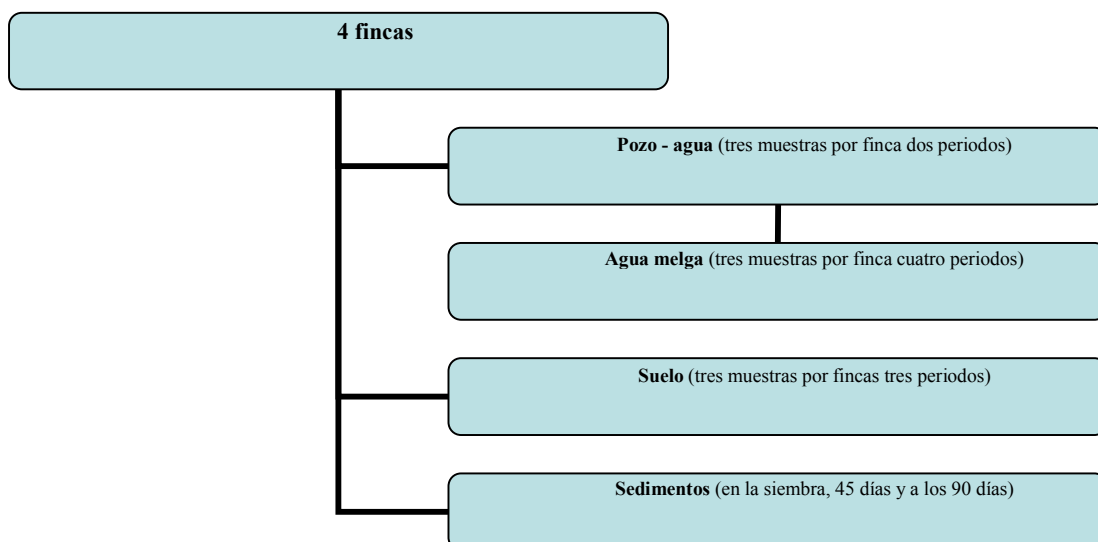 4 fincas
Pozo - agua (tres muestras por finca dos periodos)
Agua melga (tres muestras por finca cuatro periodos)
Suelo (tres muestras por fincas tres periodos)
Sedimentos (en la siembra, 45 días y a los 90 días)